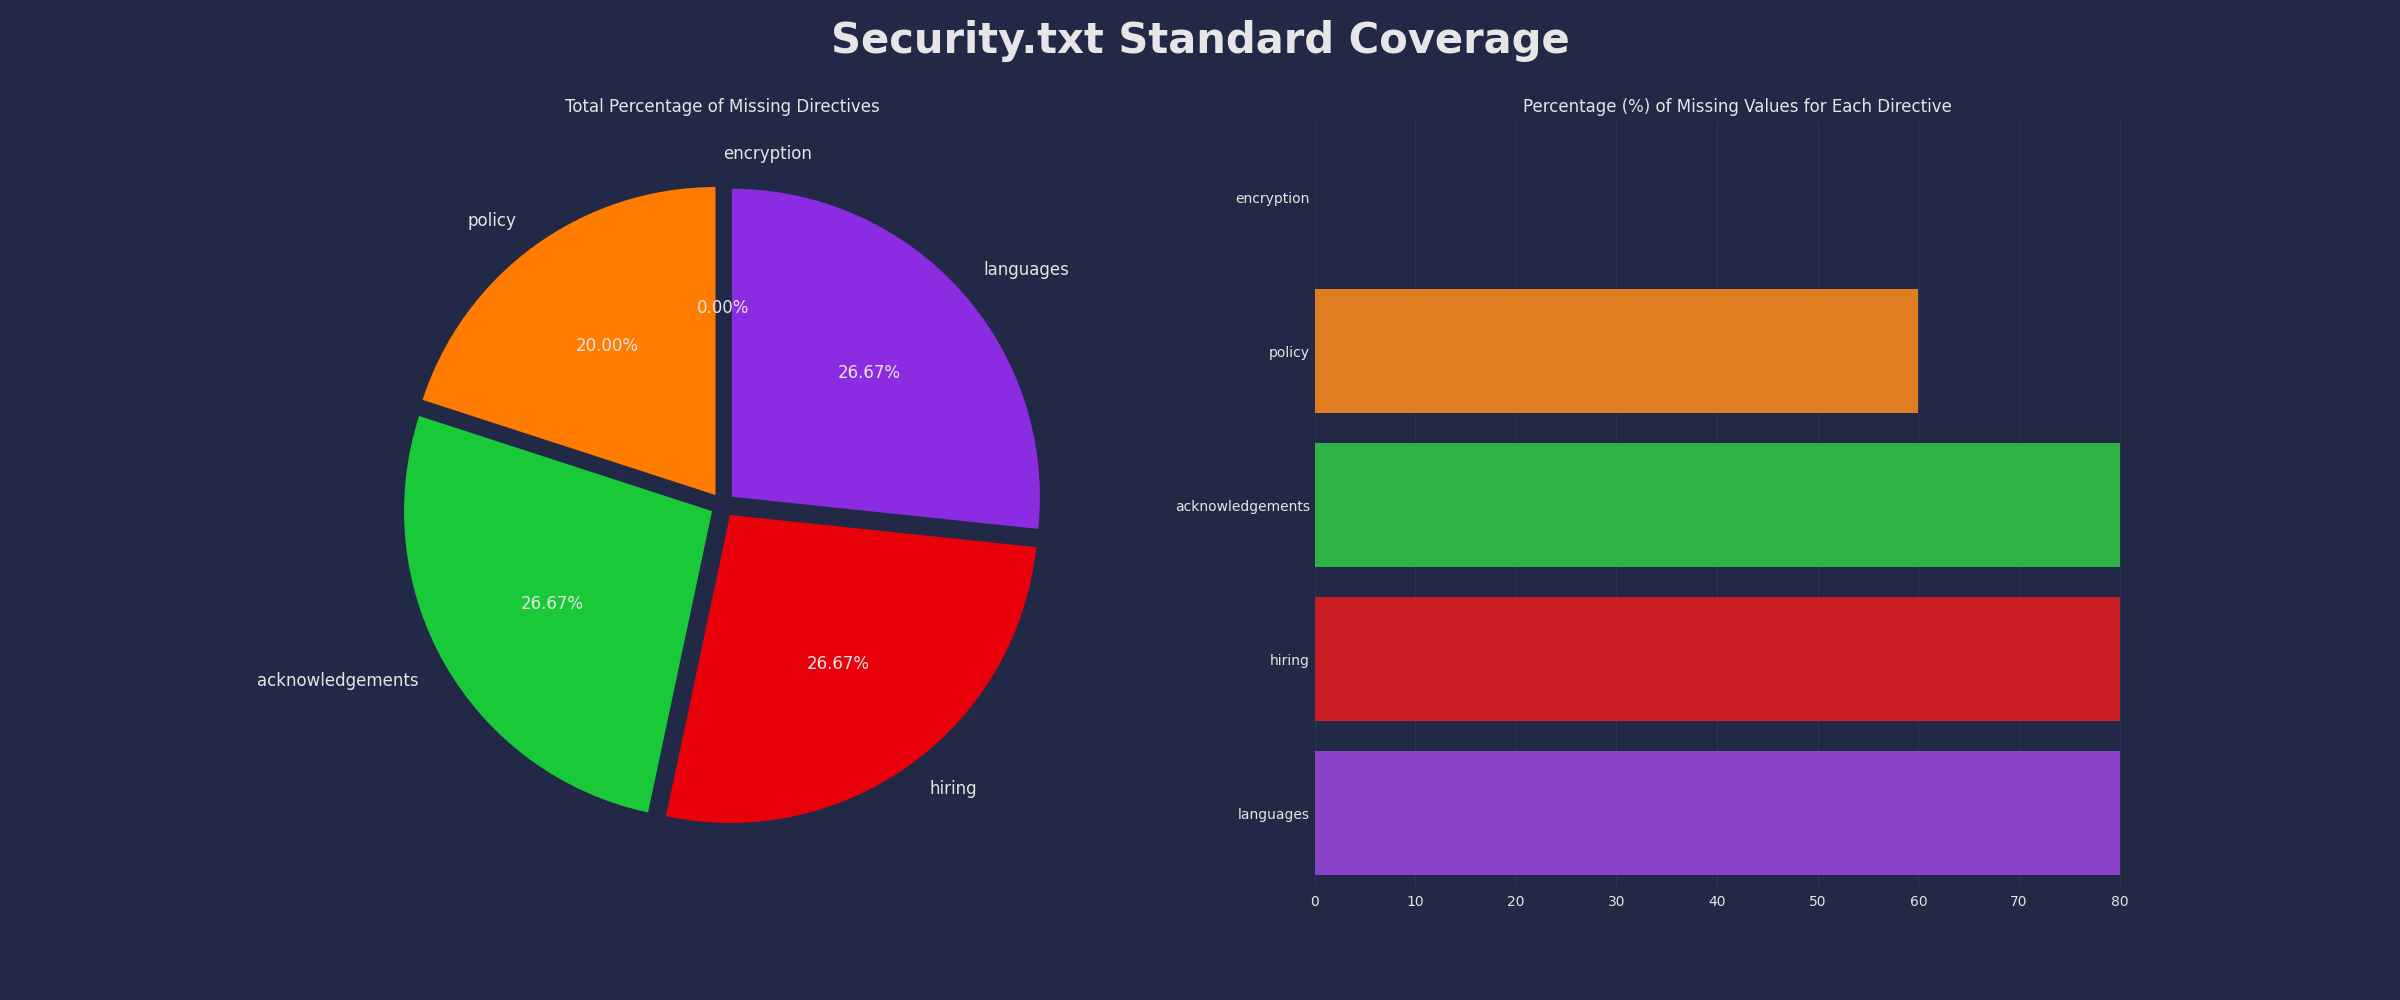 Security.txt Standard Coverage
Total Percentage of Missing Directives
encryption
policy
languages
0.00%
20.00%
26.67%
26.67%
26.67%
acknowledgements
hiring
Percentage (%) of Missing Values for Each Directive
encryption
policy
acknowledgements
hiring
languages
0 10 20 30 40 50 60 70 80